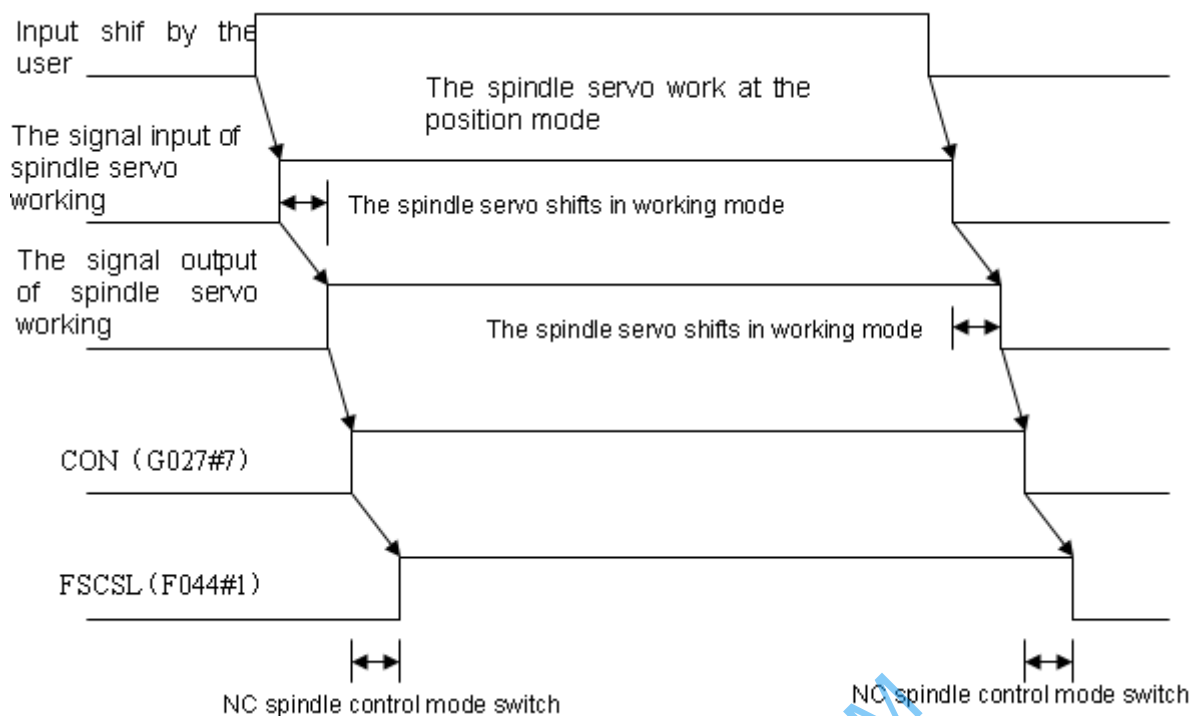 Input shif by the
user
The spindle servo work at the
position mode
The signal input of
spindle servo
working
The spindle servo shifts in working mode
The signal output
of spindle servo
working
The spindle servo shifts in working mode
CON (G027#7)
FSCSL(F044#1)
NC spindle control mode switch
NC spindle control mode switch